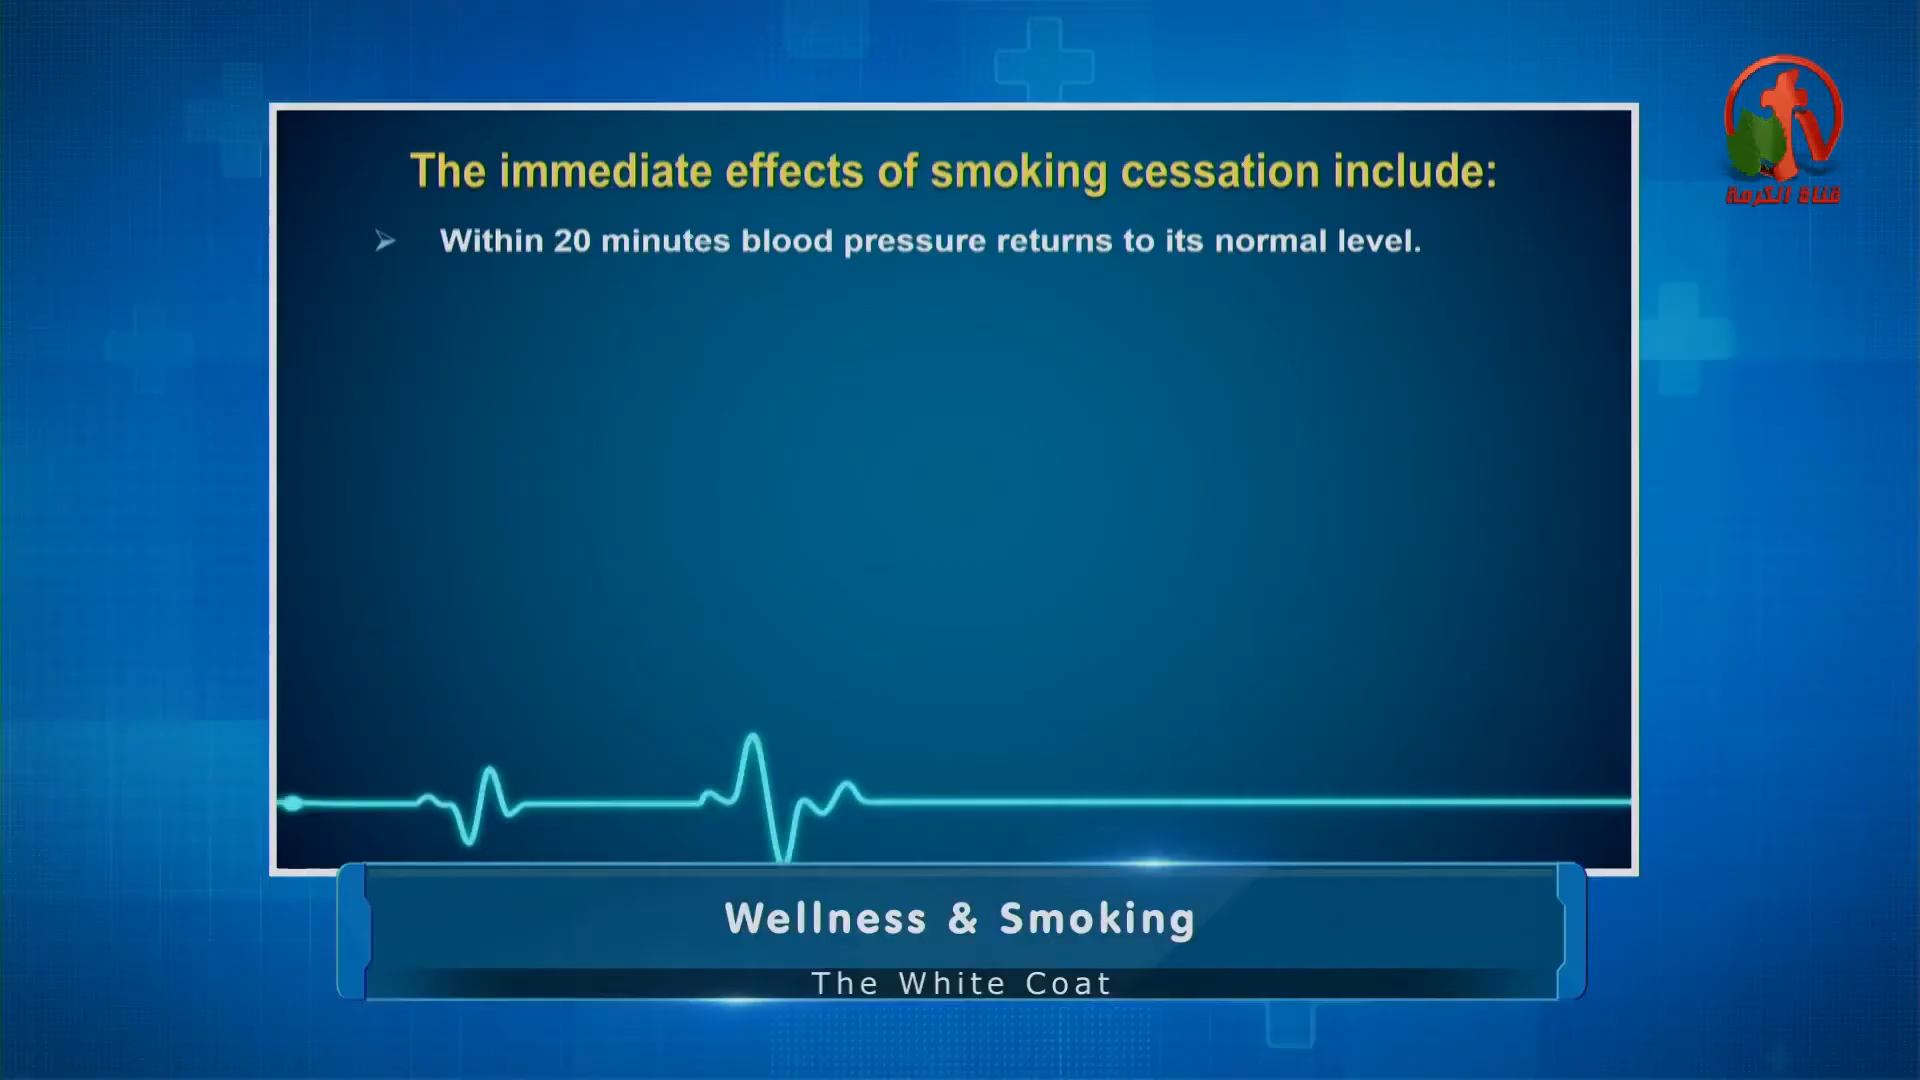 The immediate effects of smoking cessation include:
Within 20 minutes blood pressure returns to its normal level.
قناة الكرمة
Wellness & Smoking
The White Coat